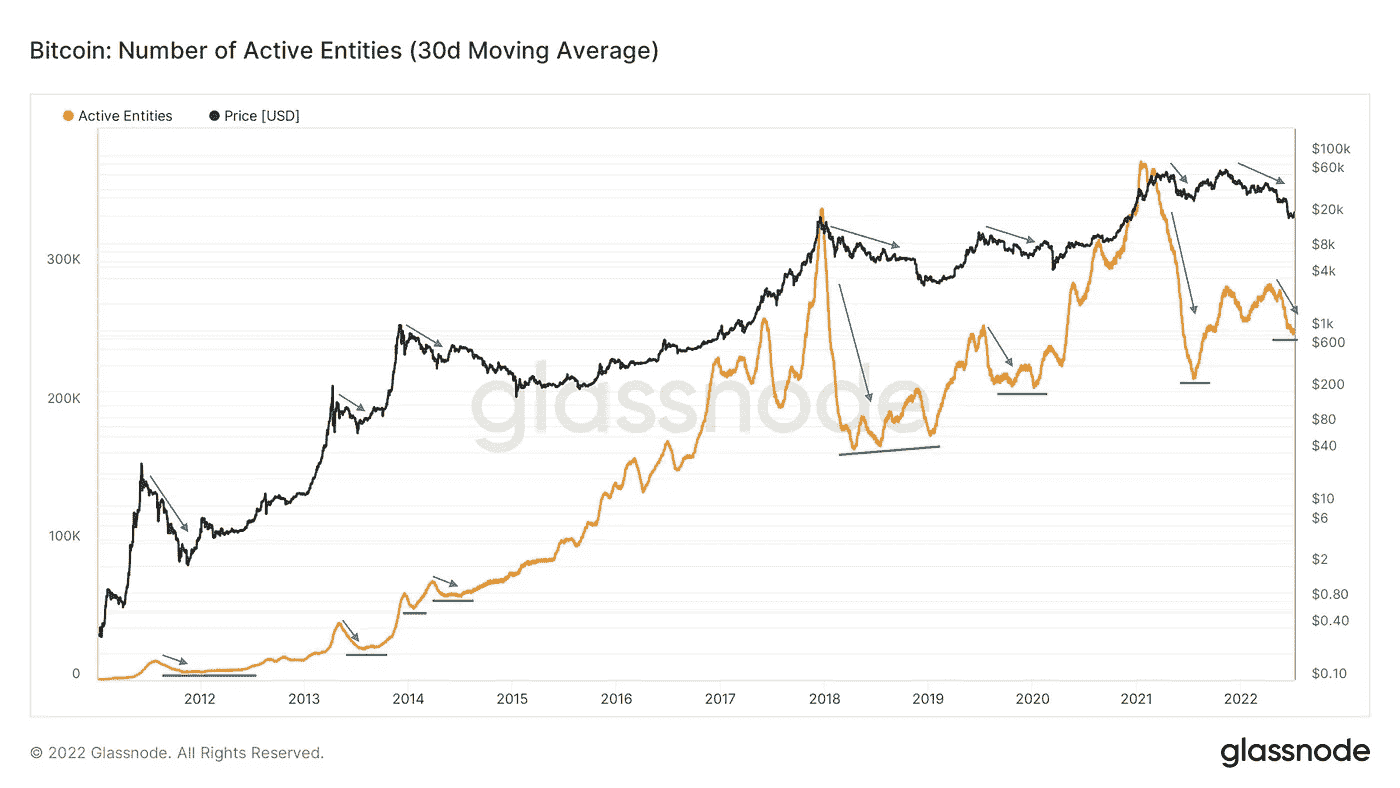 Bitcoin: Number of Active Entities (30d Moving Average)
Active Entities Price [USD]
$100k
$60k
$20k
300K
$8k
$4k
$1k
$600
glassnode
200K
$200
$80
$40
$10
$6
100K
$2
$0.80
$0.40
0
$0.10
2012 2013 2014 2015 2016 2017 2018 2019 2020 2021 2022
© 2022 Glassnode. All Rights Reserved.
glassnode